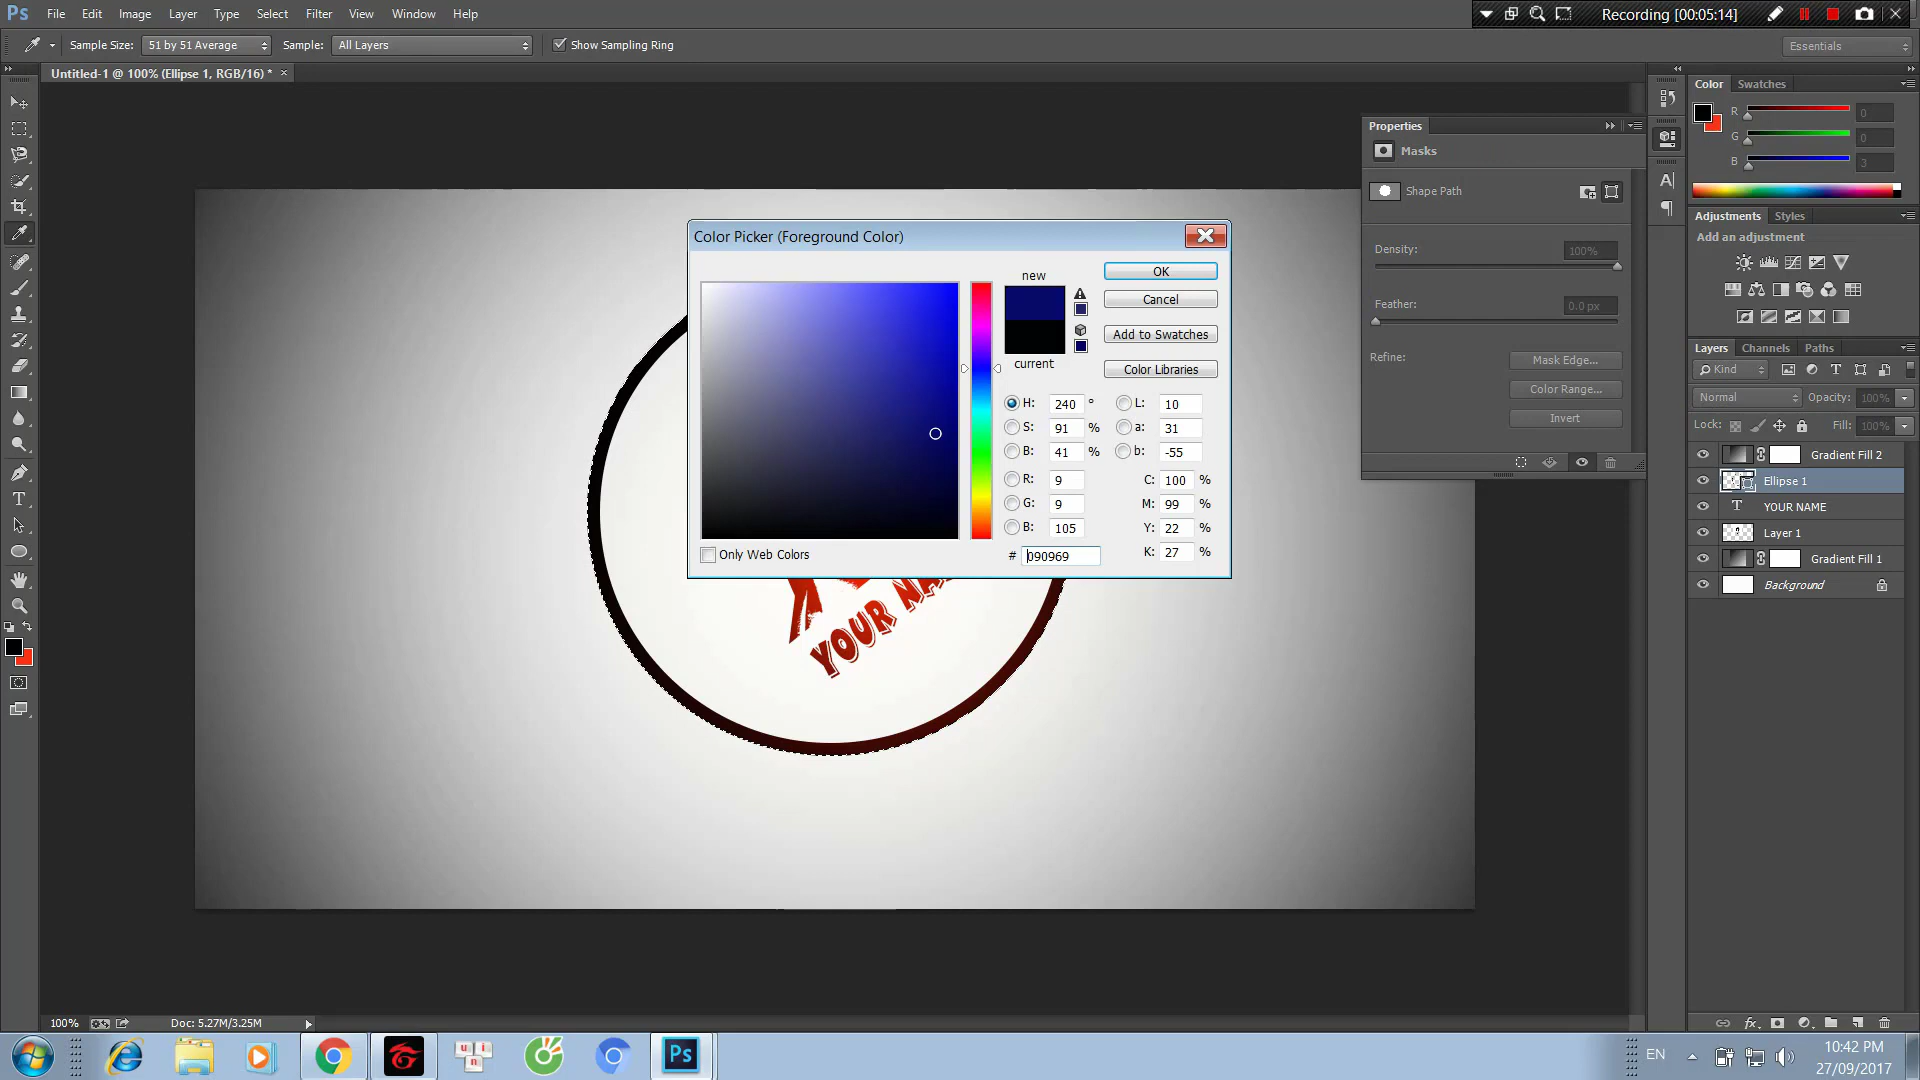 Ps File Edit Image Layer Type Select Filter View Window Help
Recording [00:05:14]
Sample Size: 51 by 51 Average Sample: All Layers Show Sampling Ring
Essentials
Untitled-1 @ 100% (Ellipse 1, RGB/16) *
Color Swatches
R 0
G 0
B 3
Properties
Masks
Shape Path
Density: 100%
Feather: 0.0 px
Refine: Mask Edge...
Color Range...
Invert
Adjustments Styles
Add an adjustment
Layers Channels Paths
Kind
Normal Opacity: 100%
Lock: Fill: 100%
Gradient Fill 2
Ellipse 1
T YOUR NAME
Layer 1
Gradient Fill 1
Background
Color Picker (Foreground Color)
new
current
OK
Cancel
Add to Swatches
Color Libraries
H: 240 ° L: 10
S: 91 % a: 31
B: 41 % b: -55
R: 9 C: 100 %
G: 9 M: 99 %
B: 105 Y: 22 %
# 090969 K: 27 %
Only Web Colors
YOUR NA
100% Doc: 5.27M/3.25M
Ps
EN
10:42 PM
27/09/2017